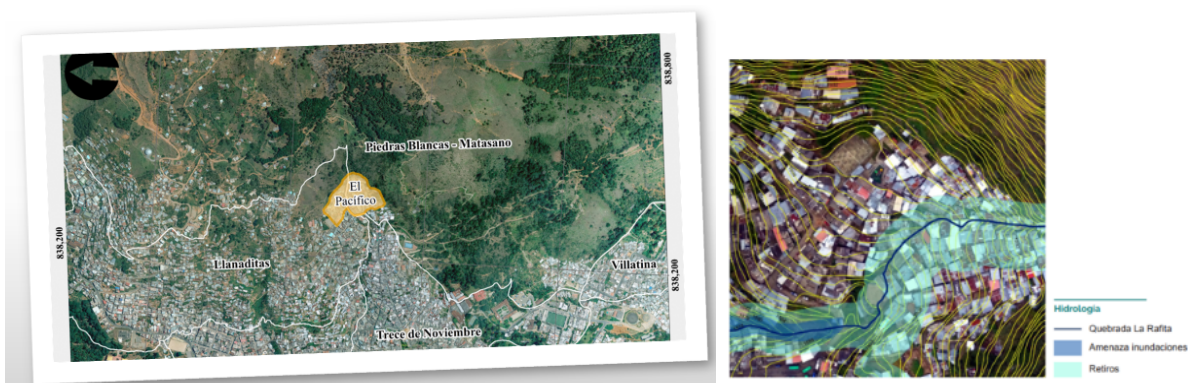 838,800
Piedras Blancas - Matasano
El
Pacífico
838,200
Llanaditas
Villatina
838,200
Trece de Noviembre
Hidrología
Quebrada La Rafita
Amenaza inundaciones
Retiros